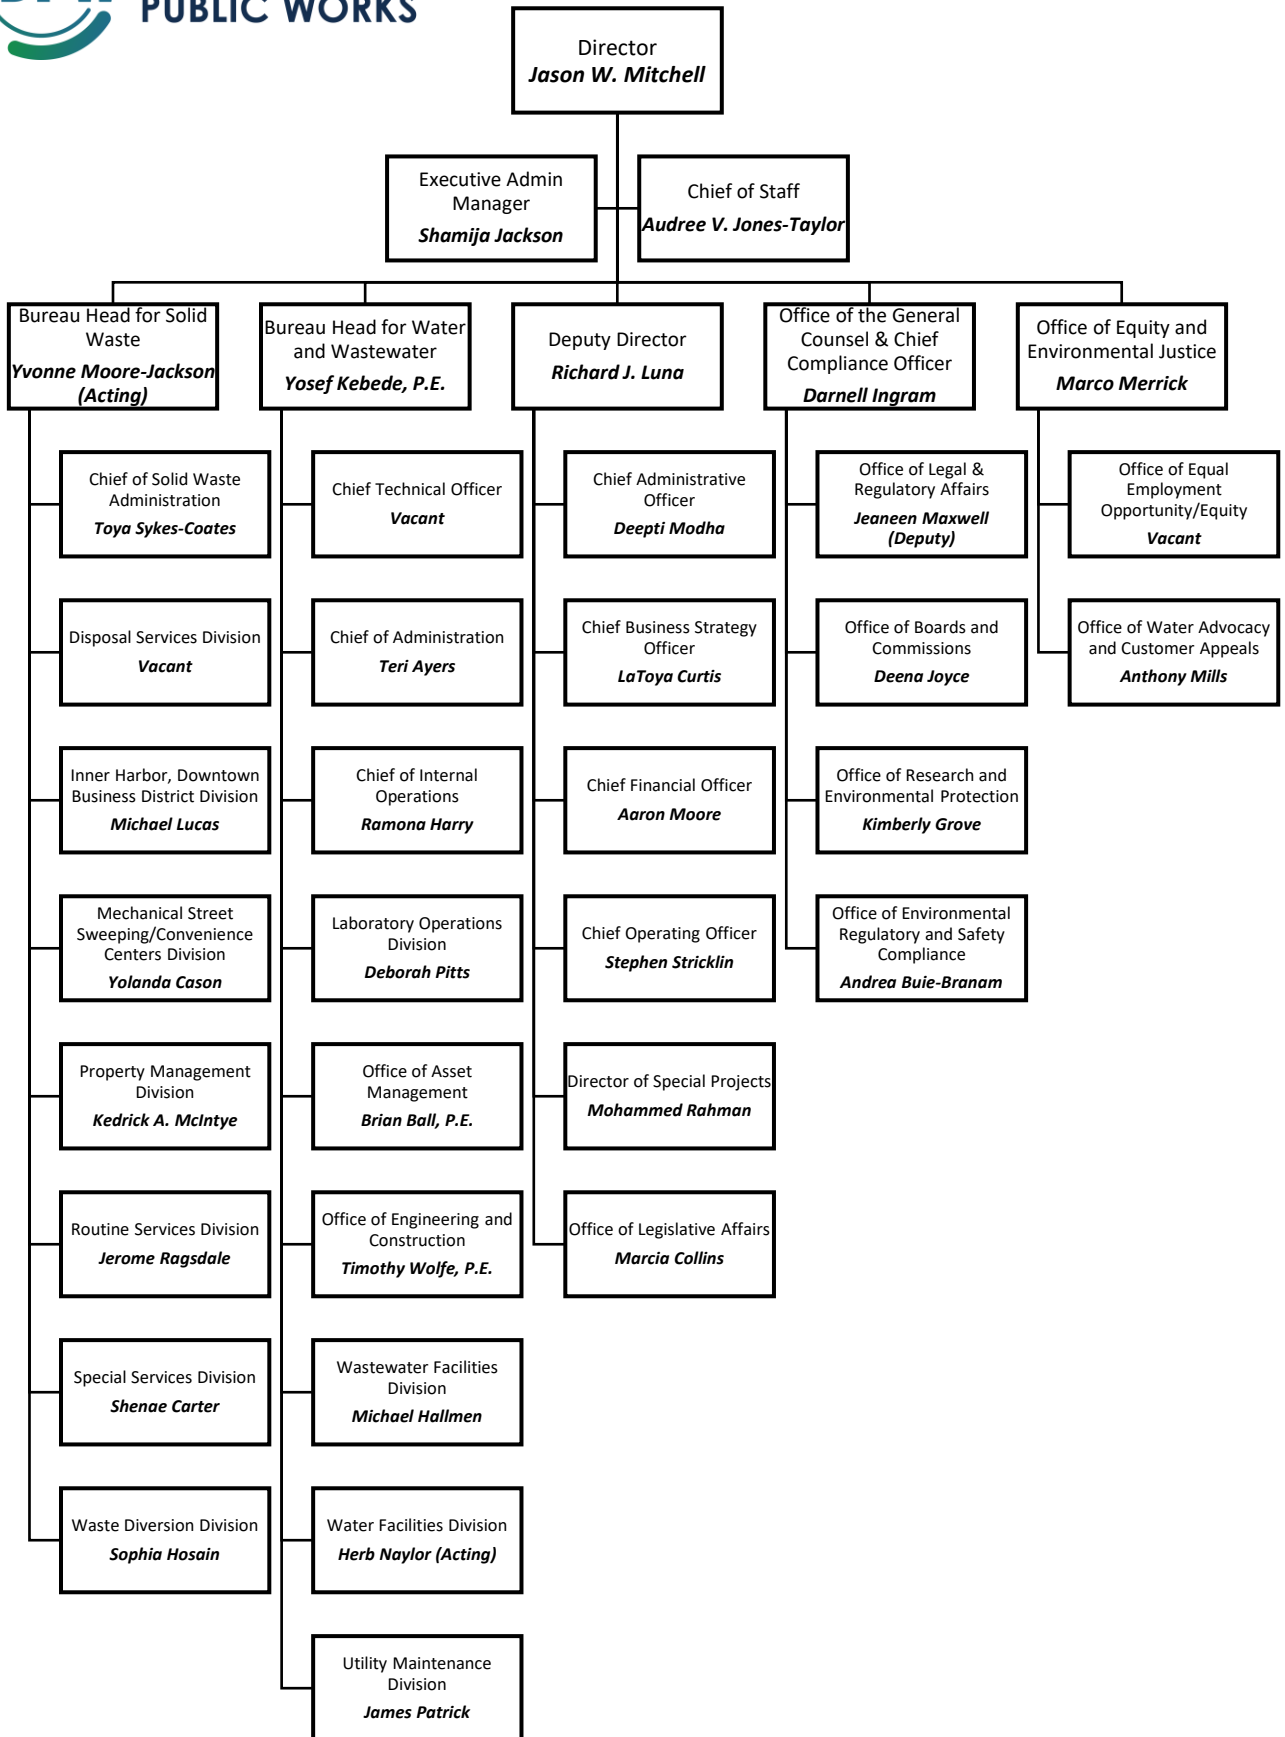 PUBLIC WORKS
Director
Jason W. Mitchell
Executive Admin
Manager
Shamija Jackson
Chief of Staff
Audree V. Jones-Taylor
Bureau Head for Solid
Waste
Yvonne Moore-Jackson
(Acting)
Bureau Head for Water
and Wastewater
Yosef Kebede, P.E.
Deputy Director
Richard J. Luna
Office of the General
Counsel & Chief
Compliance Officer
Darnell Ingram
Office of Equity and
Environmental Justice
Marco Merrick
Chief of Solid Waste
Administration
Toya Sykes-Coates
Disposal Services Division
Vacant
Inner Harbor, Downtown
Business District Division
Michael Lucas
Mechanical Street
Sweeping/Convenience
Centers Division
Yolanda Cason
Property Management
Division
Kedrick A. McIntye
Routine Services Division
Jerome Ragsdale
Special Services Division
Shenae Carter
Waste Diversion Division
Sophia Hosain
Chief Technical Officer
Vacant
Chief of Administration
Teri Ayers
Chief of Internal
Operations
Ramona Harry
Laboratory Operations
Division
Deborah Pitts
Office of Asset
Management
Brian Ball, P.E.
Office of Engineering and
Construction
Timothy Wolfe, P.E.
Wastewater Facilities
Division
Michael Hallmen
Water Facilities Division
Herb Naylor (Acting)
Utility Maintenance
Division
James Patrick
Chief Administrative
Officer
Deepti Modha
Chief Business Strategy
Officer
LaToya Curtis
Chief Financial Officer
Aaron Moore
Chief Operating Officer
Stephen Stricklin
Director of Special Projects
Mohammed Rahman
Office of Legislative Affairs
Marcia Collins
Office of Legal &
Regulatory Affairs
Jeaneen Maxwell
(Deputy)
Office of Boards and
Commissions
Deena Joyce
Office of Research and
Environmental Protection
Kimberly Grove
Office of Environmental
Regulatory and Safety
Compliance
Andrea Buie-Branam
Office of Equal
Employment
Opportunity/Equity
Vacant
Office of Water Advocacy
and Customer Appeals
Anthony Mills